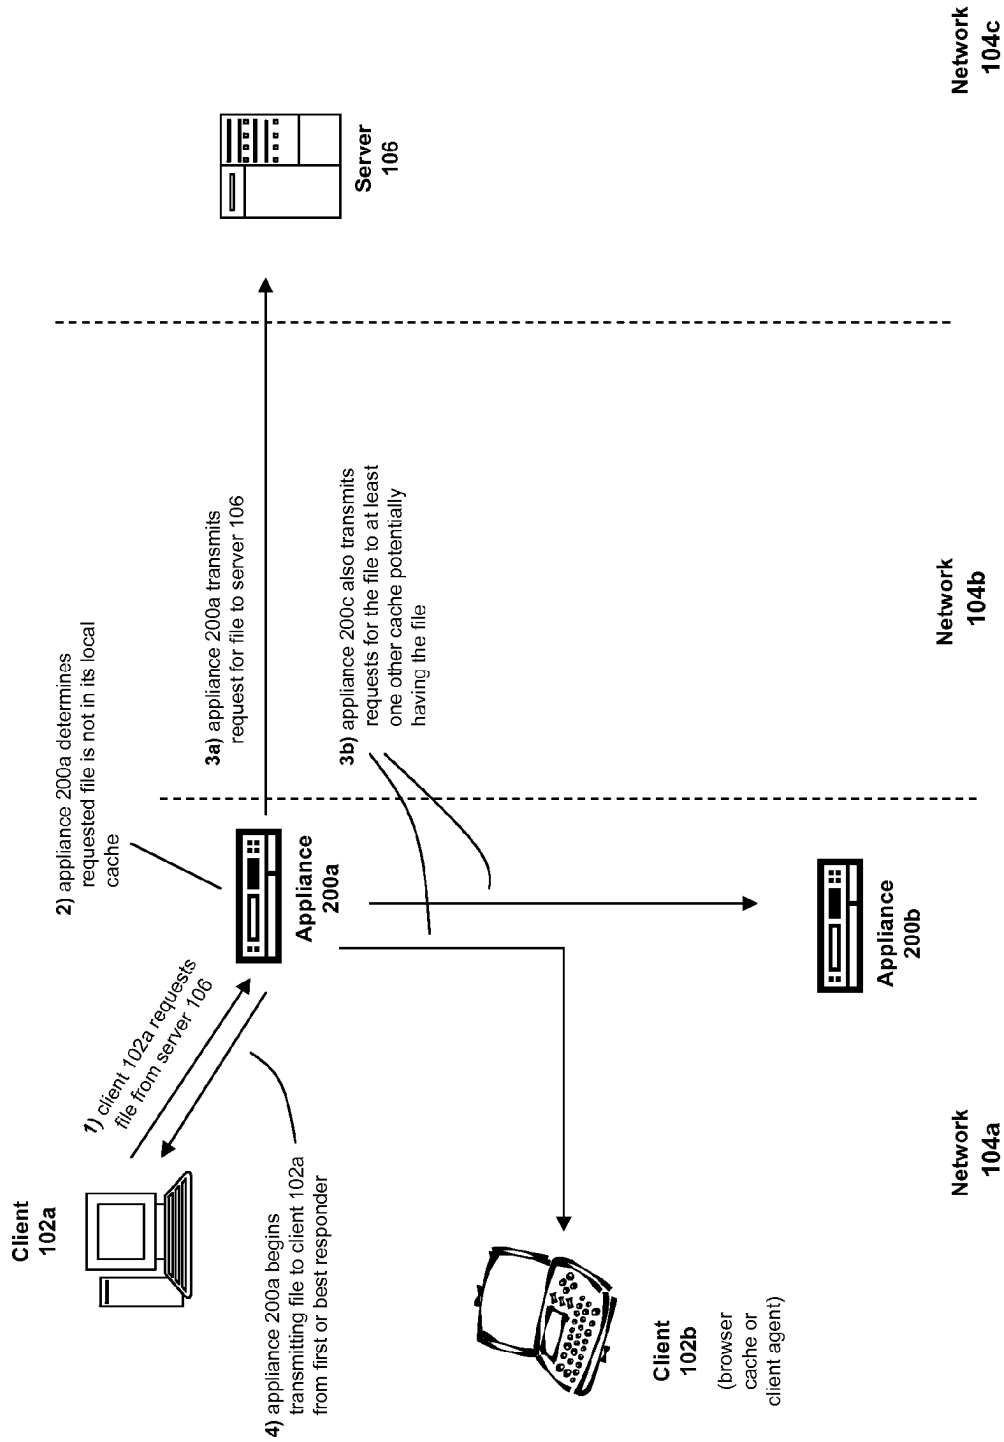 Client
102a
1) client 102a requests
file from server 106
2) appliance 200a determines
requested file is not in its local
cache
3a) appliance 200a transmits
request for file to server 106
Server
106
Appliance
200a
3b) appliance 200c also transmits
requests for the file to at least
one other cache potentially
having the file
4) appliance 200a begins
transmitting file to client 102a
from first or best responder
Client
102b
(browser
cache or
client agent)
Appliance
200b
Network
104a
Network
104b
Network
104c